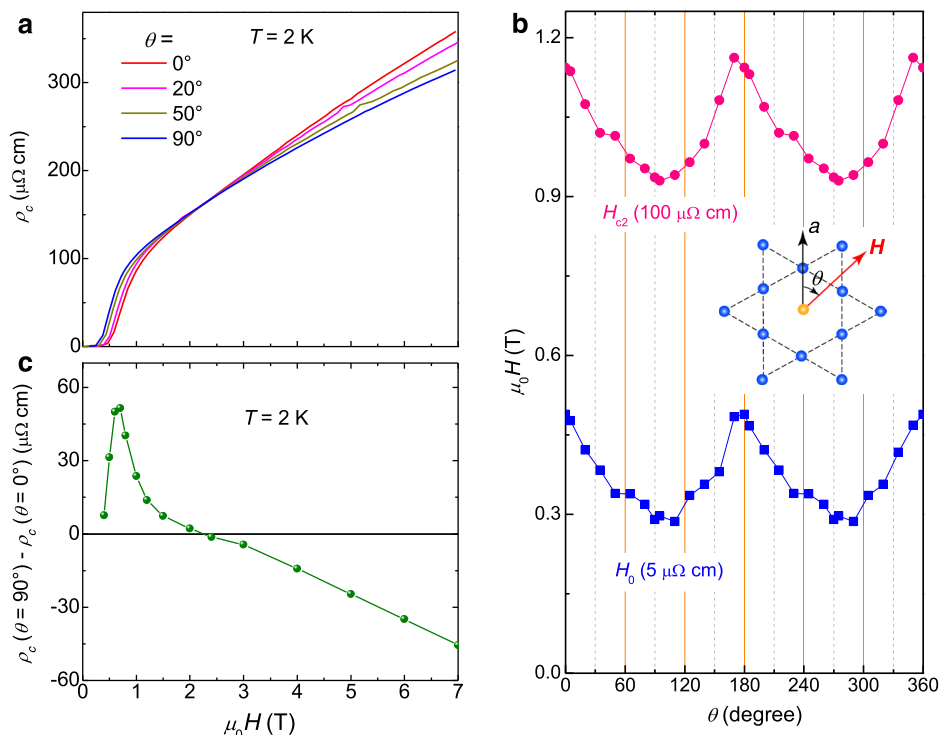 a
θ =
T = 2 K
0°
20°
50°
90°
300
200
100
0
ρc (μΩ cm)
c
T = 2 K
60
30
0
-30
-60
ρc (θ = 90°) - ρc (θ = 0°) (μΩ cm)
0 1 2 3 4 5 6 7
μ0H (T)
b
1.2
0.9
0.6
0.3
0.0
μ0H (T)
Hc2 (100 μΩ cm)
a
H
θ
H0 (5 μΩ cm)
0 60 120 180 240 300 360
θ (degree)